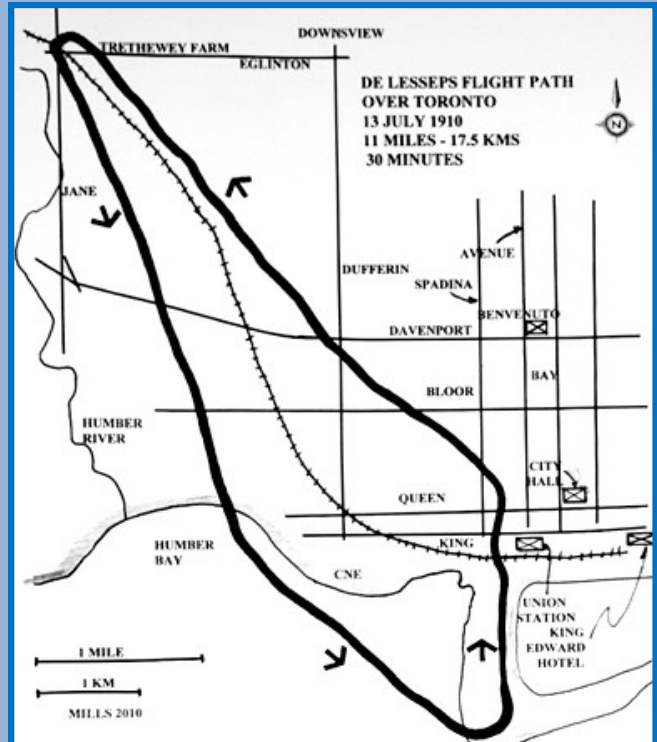 DOWNSVIEW
TRETHEWEY FARM
EGLINTON
DE LESSEPS FLIGHT PATH
OVER TORONTO
13 JULY 1910
11 MILES - 17.5 KMS
30 MINUTES
N
JANE
AVENUE
DUFFERIN
SPADINA
BENVENUTO
DAVENPORT
BLOOR
BAY
HUMBER
RIVER
CITY
HALL
QUEEN
KING
HUMBER
BAY
CNE
UNION
STATION
KING
EDWARD
HOTEL
1 MILE
1 KM
MILLS 2010